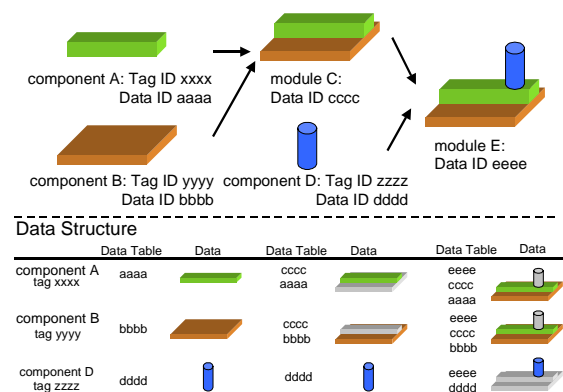 component A: Tag ID xxxx
Data ID aaaa
module C:
Data ID cccc
component B: Tag ID yyyy
Data ID bbbb
component D: Tag ID zzzz
Data ID dddd
module E:
Data ID eeee
Data Structure
Data Table Data Data Table Data Data Table Data
component A
tag xxxx
aaaa
cccc
aaaa
eeee
cccc
aaaa
component B
tag yyyy
bbbb
cccc
bbbb
eeee
cccc
bbbb
component D
tag zzzz
dddd
dddd
eeee
dddd